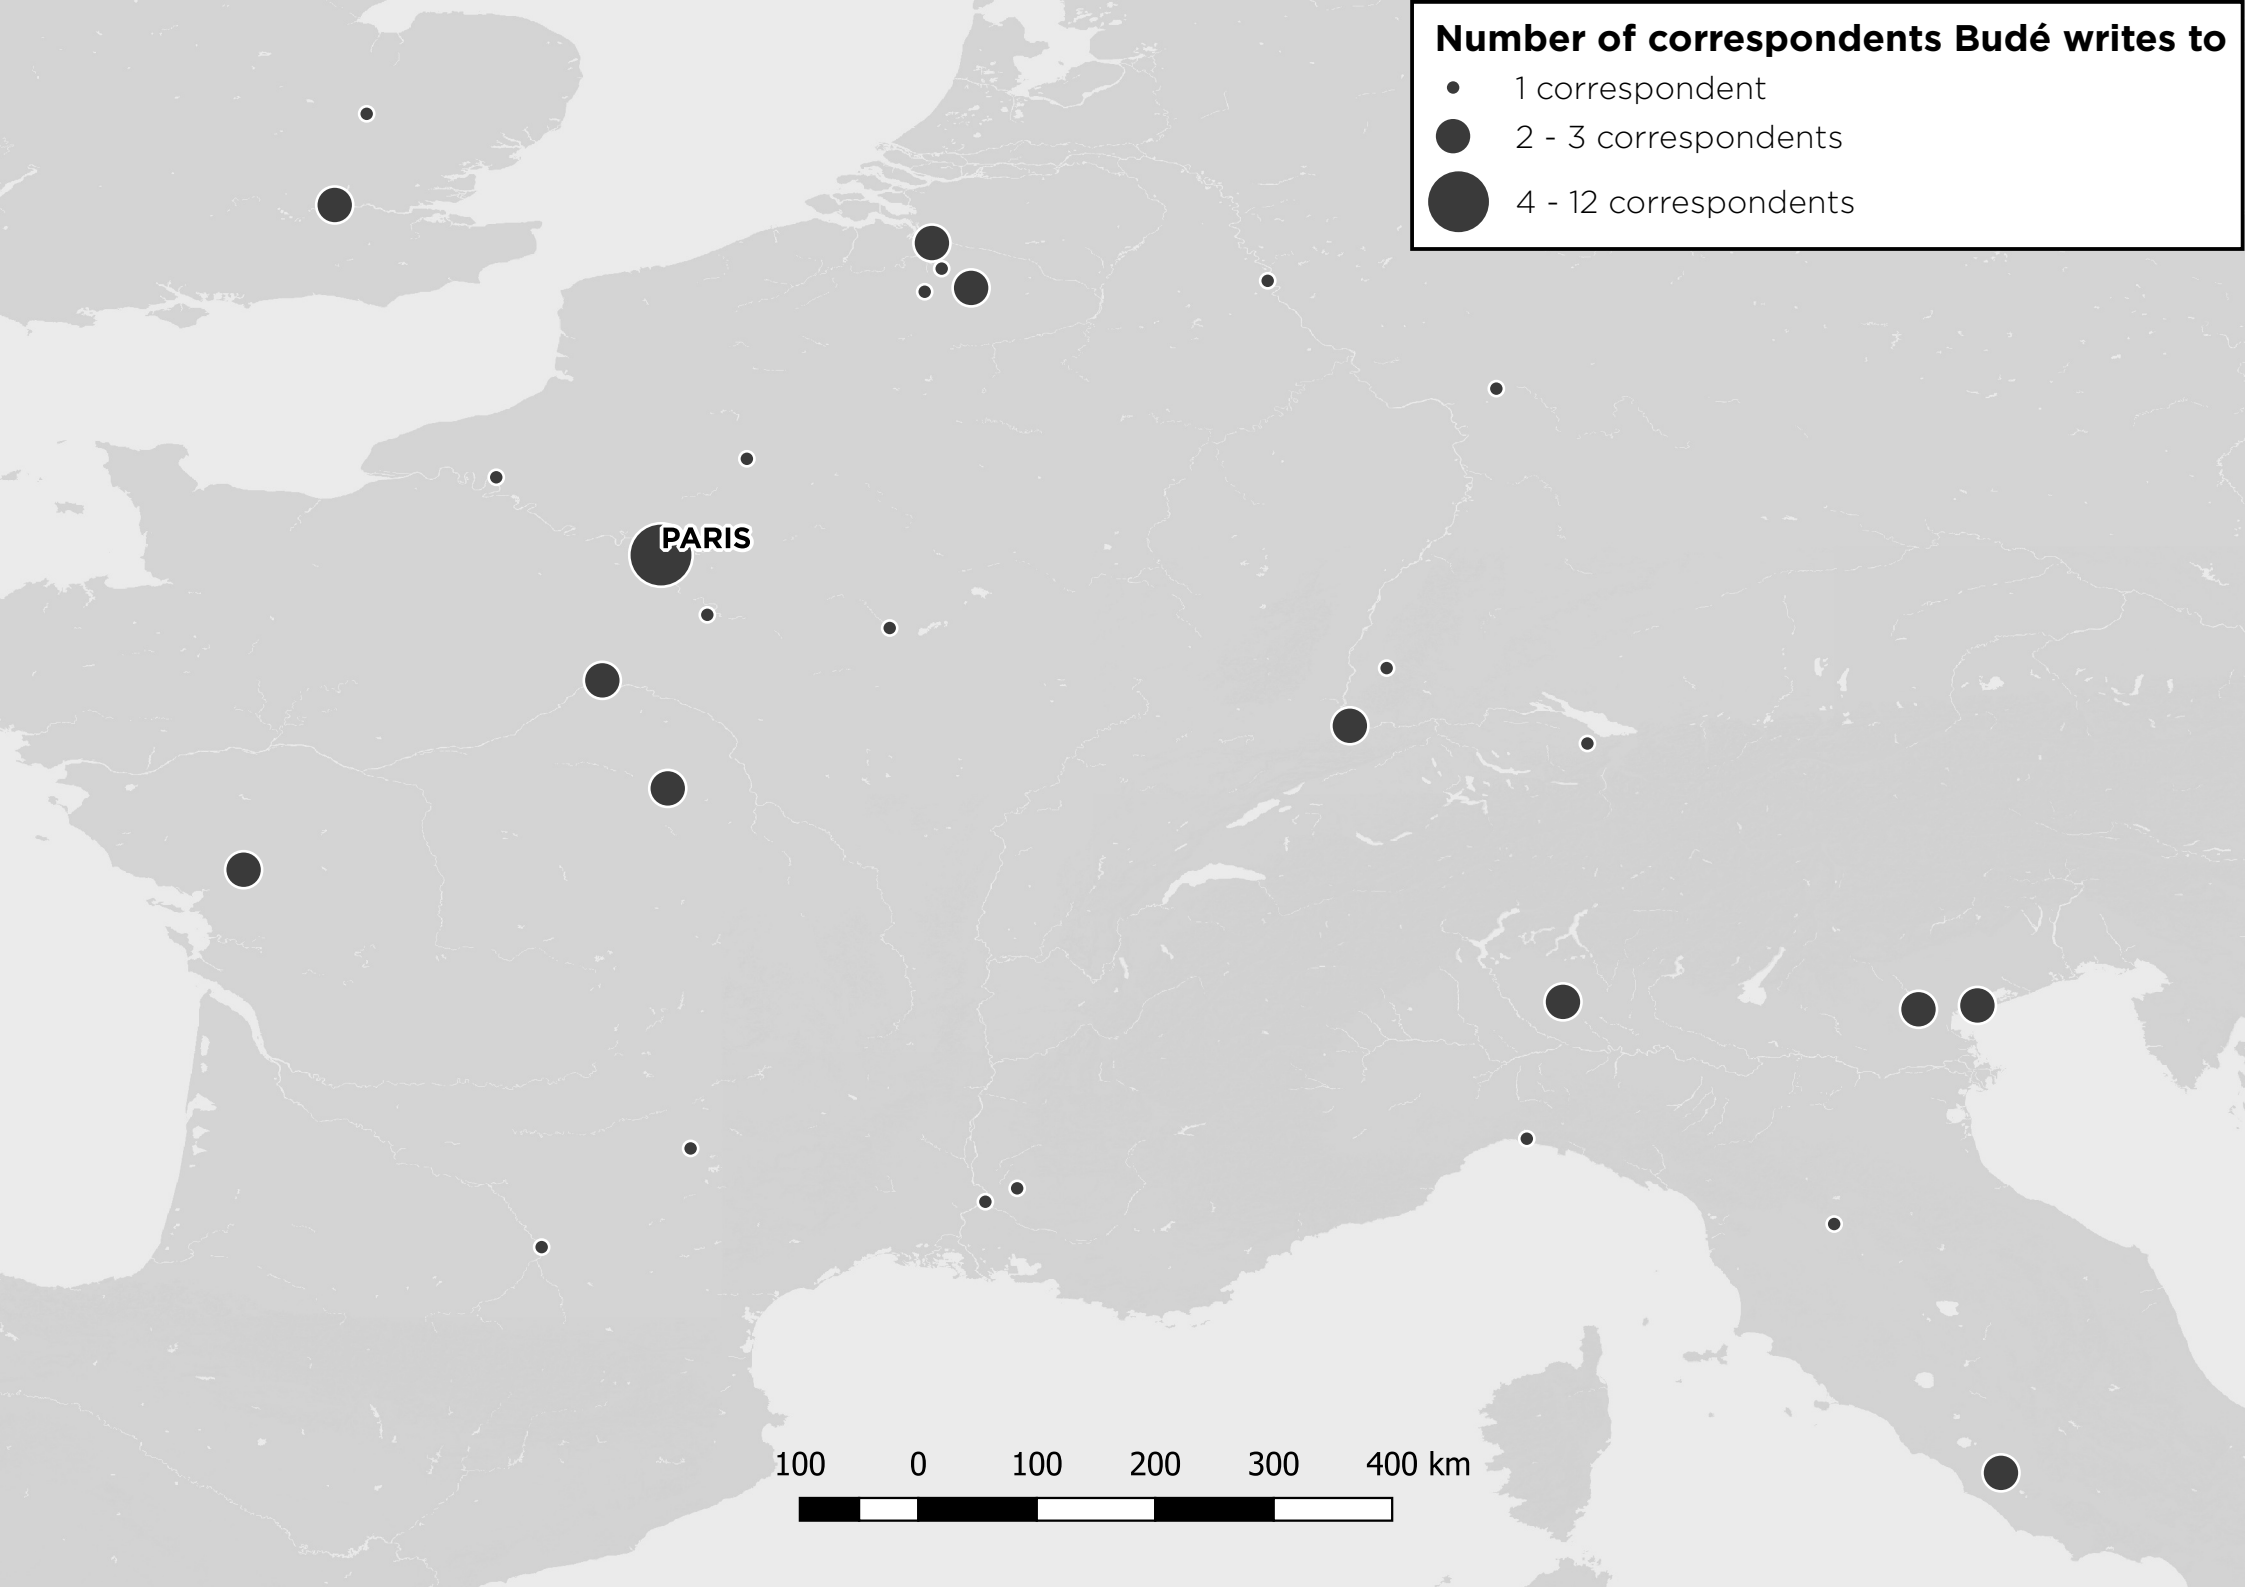 Number of correspondents Budé writes to
1 correspondent
2 - 3 correspondents
4 - 12 correspondents
PARIS
100 0 100 200 300 400 km